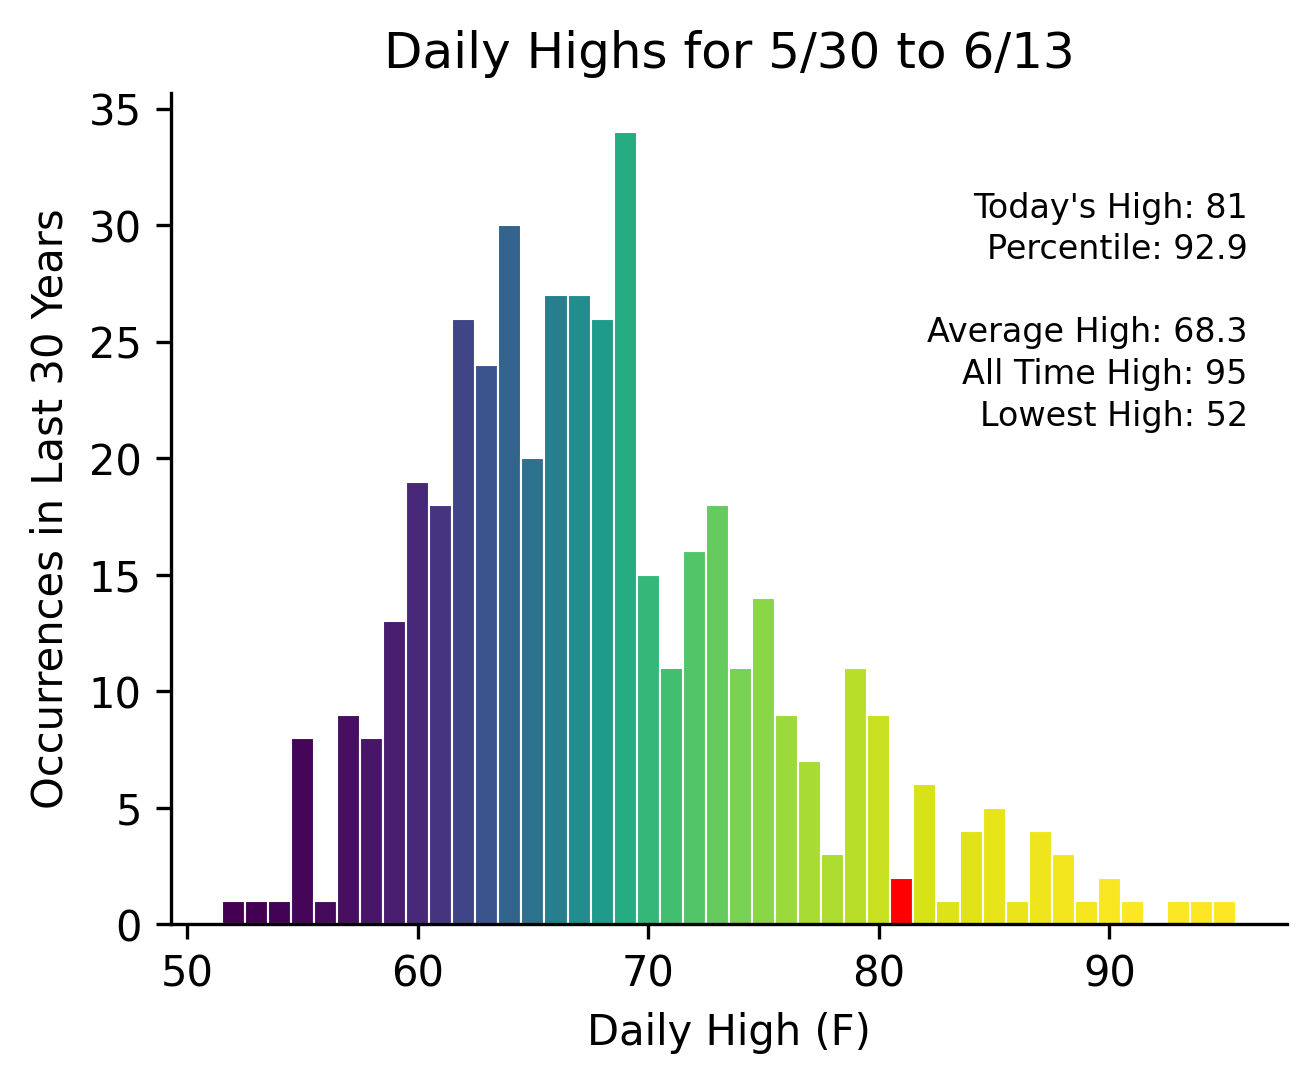 Daily Highs for 5/30 to 6/13
35
30
25
20
15
10
5
0
Occurrences in Last 30 Years
Today's High: 81
Percentile: 92.9
Average High: 68.3
All Time High: 95
Lowest High: 52
50 60 70 80 90
Daily High (F)